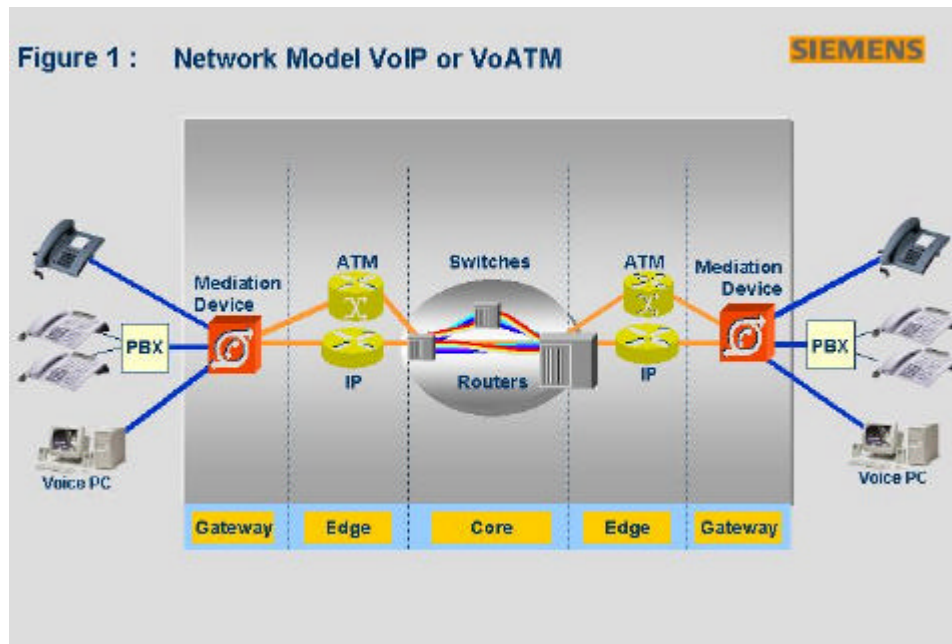 Figure 1 : Network Model VoIP or VoATM
SIEMENS
ATM
Switches
ATM
Mediation
Device
Mediation
Device
PBX
PBX
IP
Routers
IP
Voice PC
Voice PC
Gateway
Edge
Core
Edge
Gateway